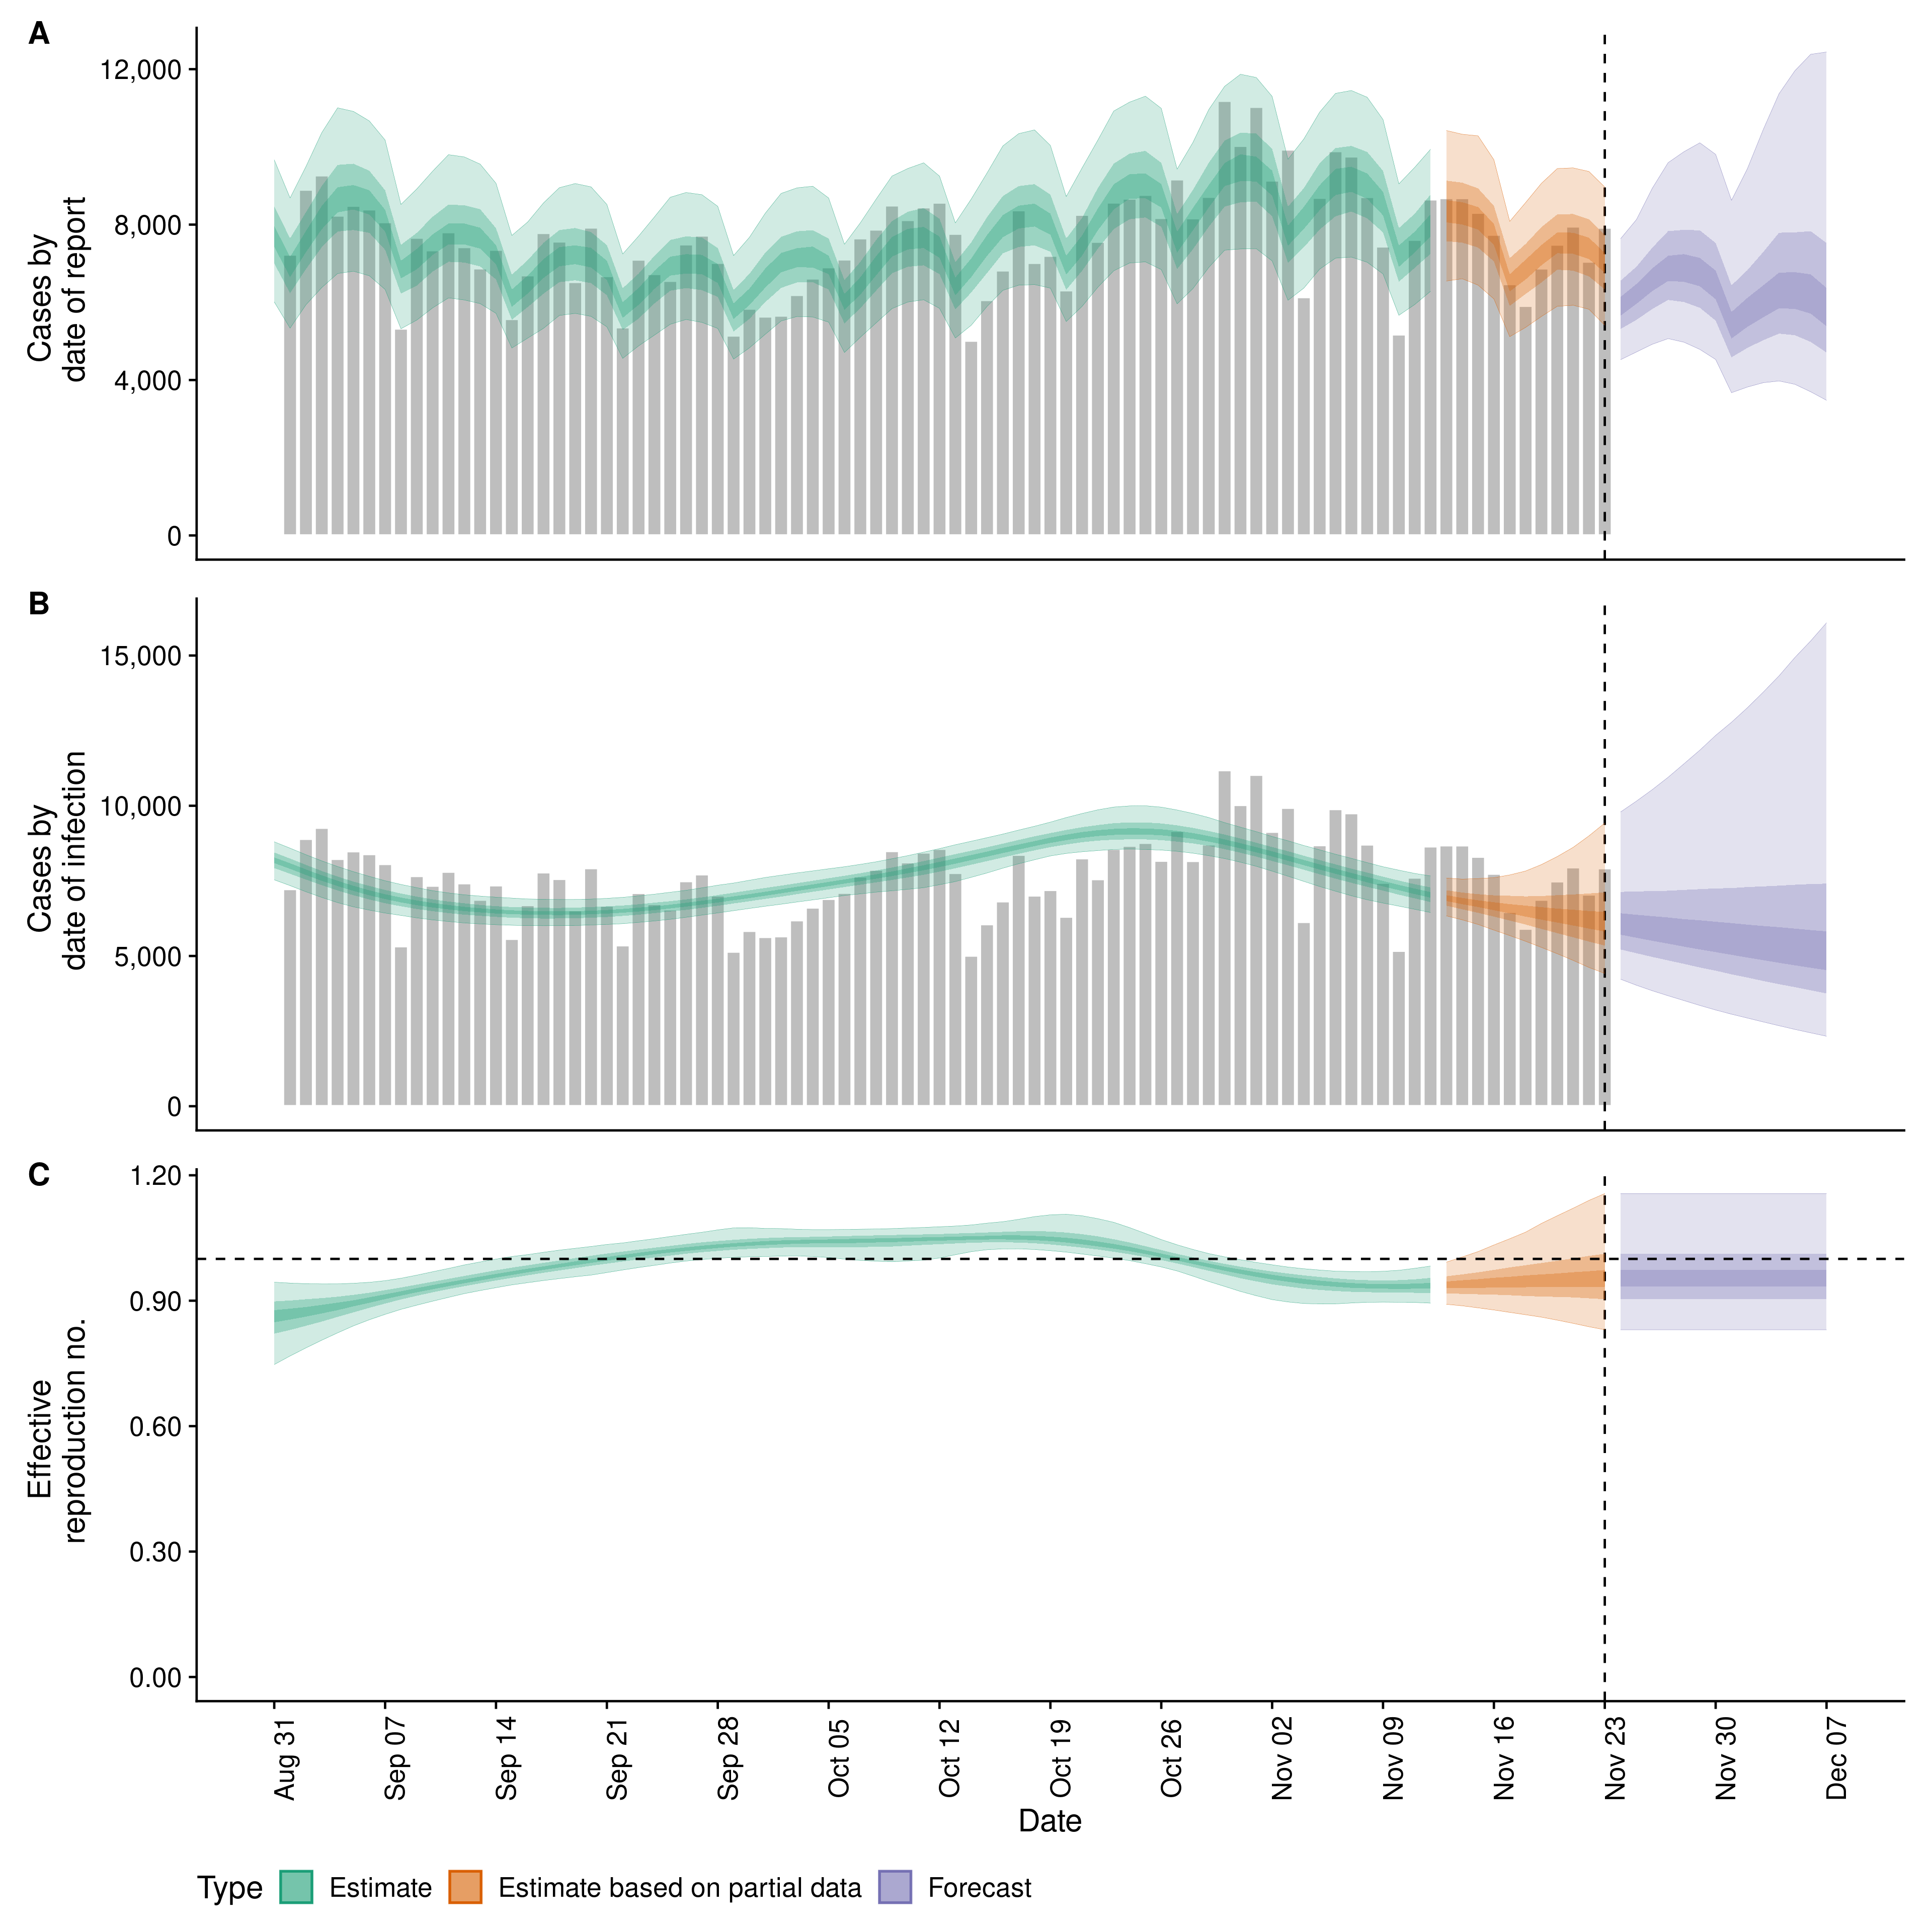 A
Cases by
date of report
12,000
8,000
4,000
0
B
Cases by
date of infection
15,000
10,000
5,000
0
C
Effective
reproduction no.
1.20
0.90
0.60
0.30
0.00
Aug 31
Sep 07
Sep 14
Sep 21
Sep 28
Oct 05
Oct 12
Oct 19
Oct 26
Nov 02
Nov 09
Nov 16
Nov 23
Nov 30
Dec 07
Date
Type Estimate Estimate based on partial data Forecast